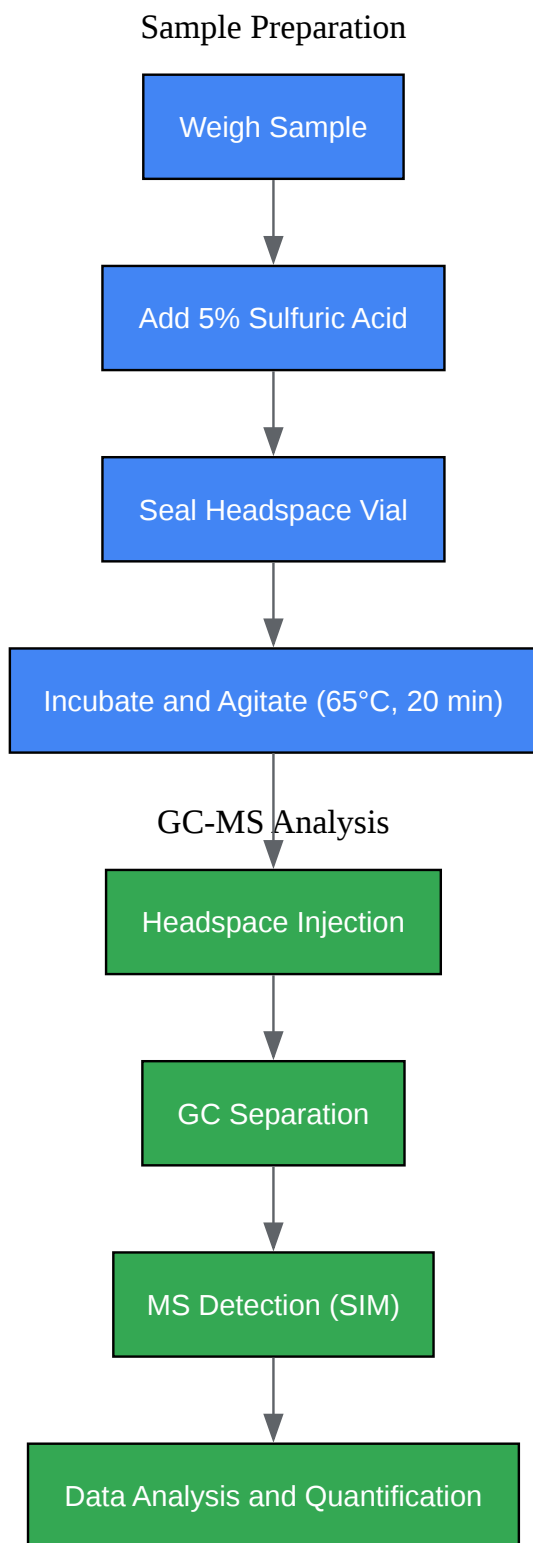 Sample Preparation
Weigh Sample
Add 5% Sulfuric Acid
Seal Headspace Vial
Incubate and Agitate (65°C, 20 min)
GC-MS Analysis
Headspace Injection
GC Separation
MS Detection (SIM)
Data Analysis and Quantification